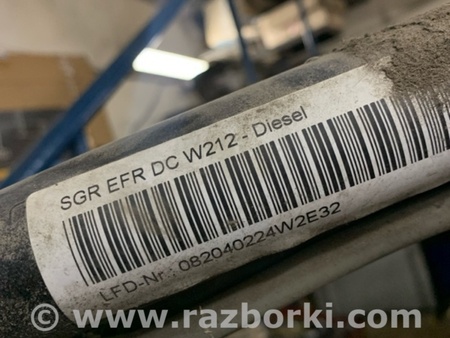 SGR EFR DC W212 - Diesel
LFD-Nr.: 082040224W2E32
© www.razborki.com